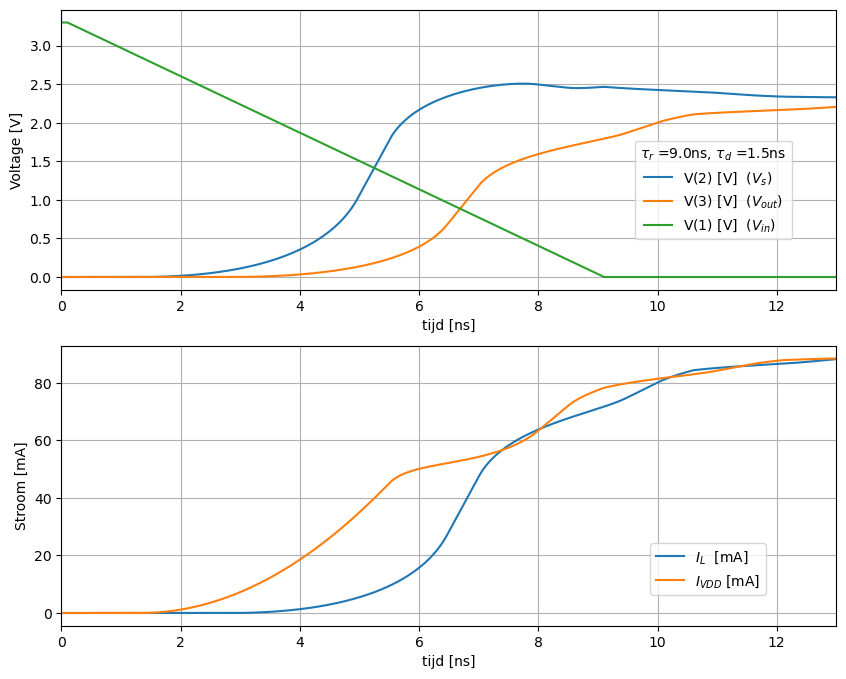 3.0
2.5
2.0
1.5
1.0
0.5
0.0
Voltage [V]
τr =9.0ns, τd =1.5ns
V(2) [V] (Vs)
V(3) [V] (Vout)
V(1) [V] (Vin)
0 2 4 6 8 10 12
tijd [ns]
80
60
40
20
0
Stroom [mA]
IL [mA]
IVDD [mA]
0 2 4 6 8 10 12
tijd [ns]